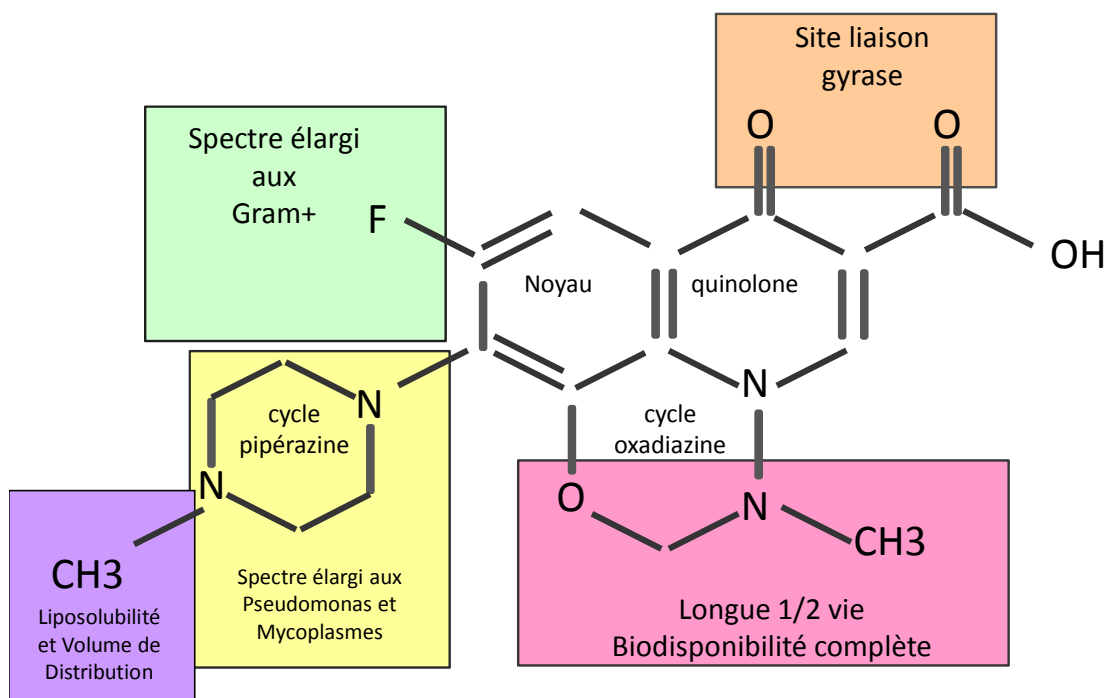 Site liaison
gyrase
O
O
Spectre élargi
aux
Gram+
F
OH
Noyau
quinolone
N
N
cycle
pipérazine
cycle
oxadiazine
N
O
N
CH3
CH3
Liposolubilité
et Volume de
Distribution
Spectre élargi aux
Pseudomonas et
Mycoplasmes
Longue 1/2 vie
Biodisponibilité complète